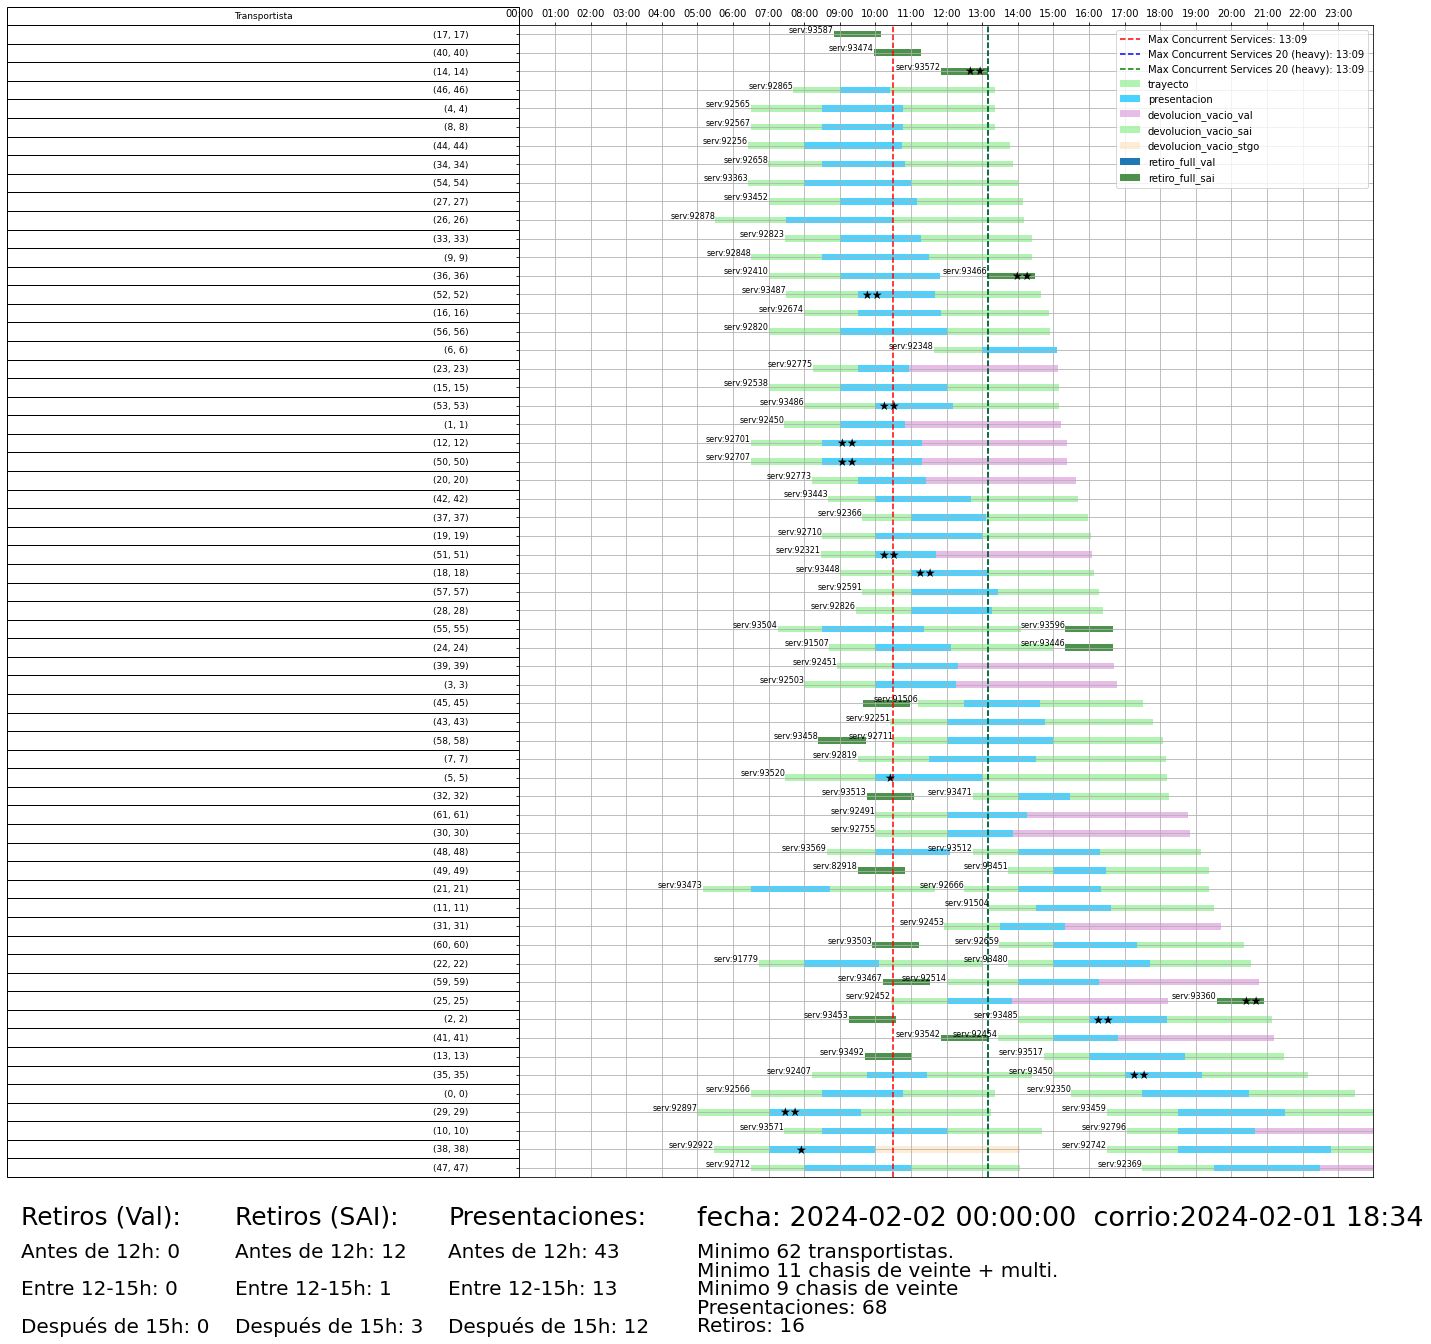 Transportista
00:00 01:00 02:00 03:00 04:00 05:00 06:00 07:00 08:00 09:00 10:00 11:00 12:00 13:00 14:00 15:00 16:00 17:00 18:00 19:00 20:00 21:00 22:00 23:00
Max Concurrent Services: 13:09
Max Concurrent Services 20 (heavy): 13:09
Max Concurrent Services 20 (heavy): 13:09
trayecto
presentacion
devolucion_vacio_val
devolucion_vacio_sai
devolucion_vacio_stgo
retiro_full_val
retiro_full_sai
(17, 17) serv:93587
(40, 40) serv:93474
(14, 14) serv:93572
(46, 46) serv:92865
(4, 4) serv:92565
(8, 8) serv:92567
(44, 44) serv:92256
(34, 34) serv:92658
(54, 54) serv:93363
(27, 27) serv:93452
(26, 26) serv:92878
(33, 33) serv:92823
(9, 9) serv:92848
(36, 36) serv:92410 serv:93466
(52, 52) serv:93487
(16, 16) serv:92674
(56, 56) serv:92820
(6, 6) serv:92348
(23, 23) serv:92775
(15, 15) serv:92538
(53, 53) serv:93486
(1, 1) serv:92450
(12, 12) serv:92701
(50, 50) serv:92707
(20, 20) serv:92773
(42, 42) serv:93443
(37, 37) serv:92366
(19, 19) serv:92710
(51, 51) serv:92321
(18, 18) serv:93448
(57, 57) serv:92591
(28, 28) serv:92826
(55, 55) serv:93504 serv:93596
(24, 24) serv:91507 serv:93446
(39, 39) serv:92451
(3, 3) serv:92503
(45, 45) serv:91506
(43, 43) serv:92251
(58, 58) serv:93458 serv:92711
(7, 7) serv:92819
(5, 5) serv:93520
(32, 32) serv:93513 serv:93471
(61, 61) serv:92491
(30, 30) serv:92755
(48, 48) serv:93569 serv:93512
(49, 49) serv:82918 serv:93451
(21, 21) serv:93473 serv:92666
(11, 11) serv:91504
(31, 31) serv:92453
(60, 60) serv:93503 serv:92659
(22, 22) serv:91779 serv:93480
(59, 59) serv:93467 serv:92514
(25, 25) serv:92452 serv:93360
(2, 2) serv:93453 serv:93485
(41, 41) serv:93542 serv:92454
(13, 13) serv:93492 serv:93517
(35, 35) serv:92407 serv:93450
(0, 0) serv:92566 serv:92350
(29, 29) serv:92897 serv:93459
(10, 10) serv:93571 serv:92796
(38, 38) serv:92922 serv:92742
(47, 47) serv:92712 serv:92369
Retiros (Val):
Antes de 12h: 0
Entre 12-15h: 0
Después de 15h: 0
Retiros (SAI):
Antes de 12h: 12
Entre 12-15h: 1
Después de 15h: 3
Presentaciones:
Antes de 12h: 43
Entre 12-15h: 13
Después de 15h: 12
fecha: 2024-02-02 00:00:00 corrio:2024-02-01 18:34
Minimo 62 transportistas.
Minimo 11 chasis de veinte + multi.
Minimo 9 chasis de veinte
Presentaciones: 68
Retiros: 16